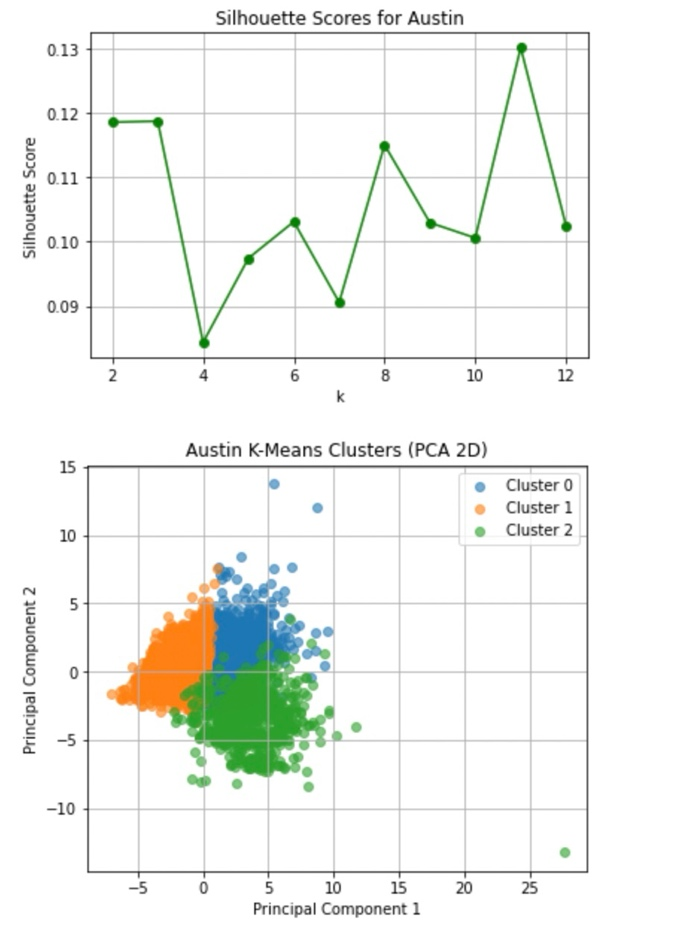 Silhouette Scores for Austin
0.13
0.12
0.11
0.10
0.09
Silhouette Score
2 4 6 8 10 12
k
Austin K-Means Clusters (PCA 2D)
15
10
5
0
−5
−10
Principal Component 2
Cluster 0
Cluster 1
Cluster 2
−5 0 5 10 15 20 25
Principal Component 1